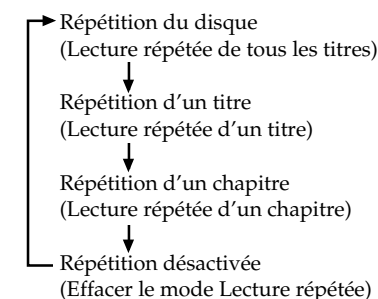 Répétition du disque
(Lecture répétée de tous les titres)
Répétition d'un titre
(Lecture répétée d'un titre)
Répétition d'un chapitre
(Lecture répétée d'un chapitre)
Répétition désactivée
(Effacer le mode Lecture répétée)